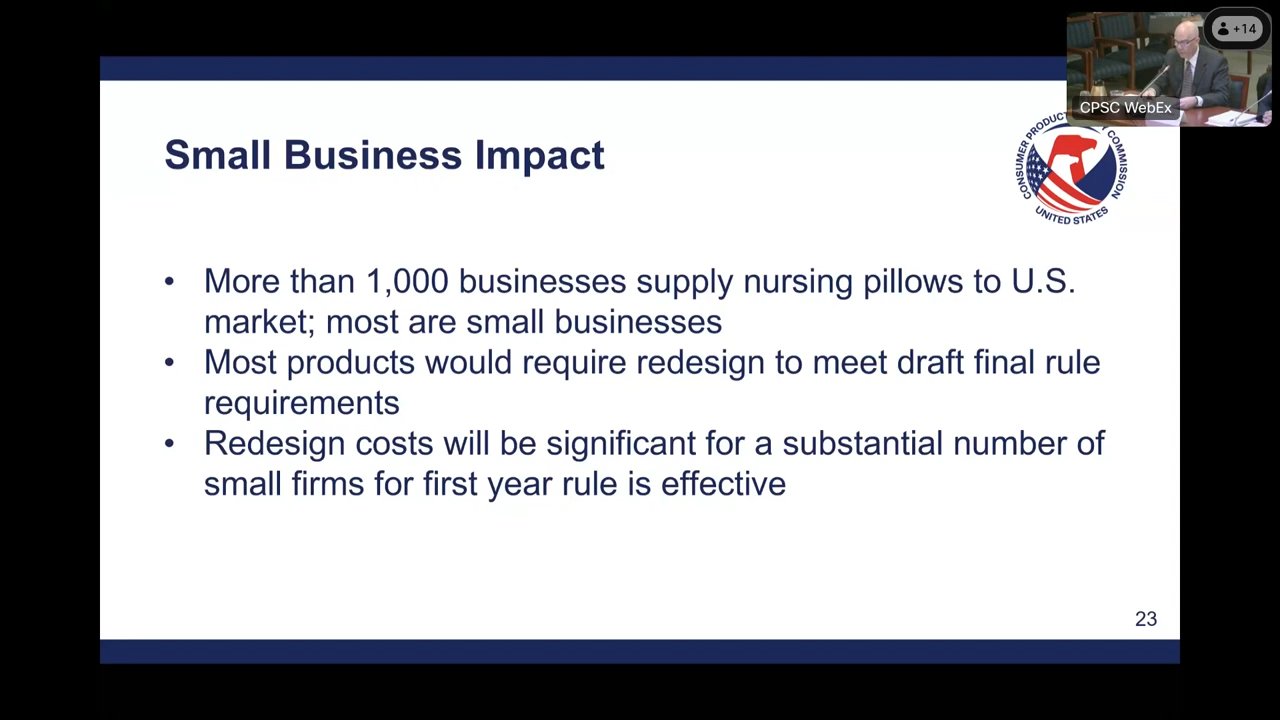 +14
CPSC WebEx
Small Business Impact
CONSUMER PRODUCT COMMISSION
UNITED STATES
• More than 1,000 businesses supply nursing pillows to U.S.
market; most are small businesses
• Most products would require redesign to meet draft final rule
requirements
• Redesign costs will be significant for a substantial number of
small firms for first year rule is effective
23